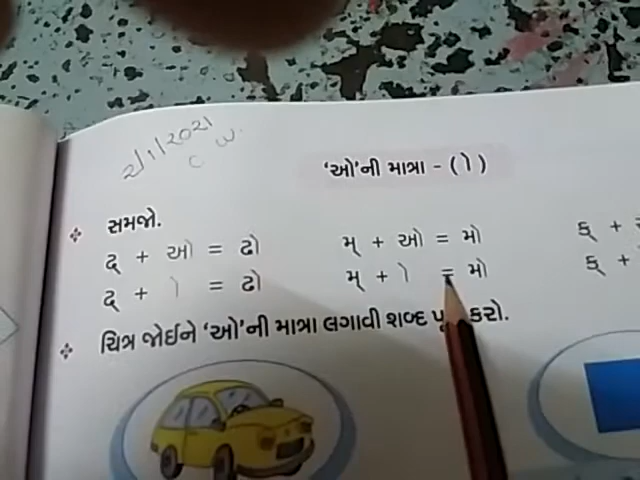 2/1/2021
C W.
'ઓ'ની માત્રા - (ો)
❖ સમજો.
ઢ્ + ઓ = ઢો મ્ + ઓ = મો ફ્ +
ઢ્ + ો = ઢો મ્ + ો = મો ફ્ +
❖ ચિત્ર જોઈને 'ઓ'ની માત્રા લગાવી શબ્દ કરો.